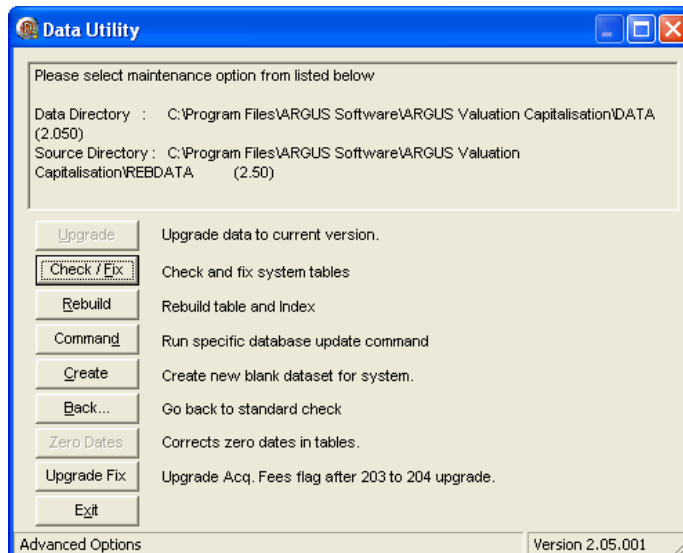 Data Utility
Please select maintenance option from listed below
Data Directory : C:\Program Files\ARGUS Software\ARGUS Valuation Capitalisation\DATA
(2.050)
Source Directory : C:\Program Files\ARGUS Software\ARGUS Valuation
Capitalisation\REBDATA (2.50)
Upgrade Upgrade data to current version.
Check / Fix Check and fix system tables
Rebuild Rebuild table and Index
Command Run specific database update command
Create Create new blank dataset for system.
Back... Go back to standard check
Zero Dates Corrects zero dates in tables.
Upgrade Fix Upgrade Acq. Fees flag after 203 to 204 upgrade.
Exit
Advanced Options Version 2.05.001